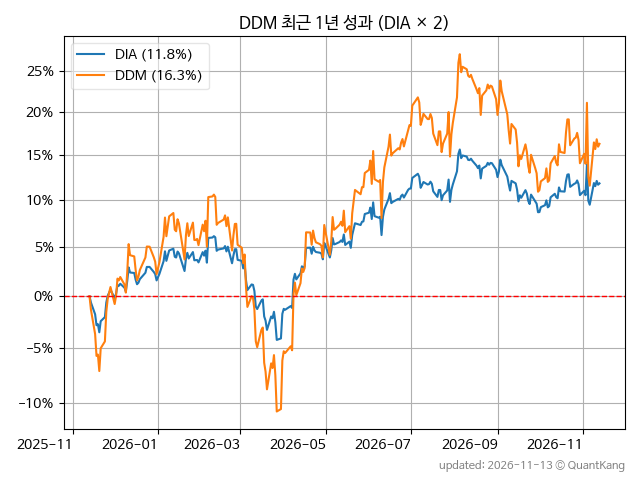 DDM 최근 1년 성과 (DIA × 2)
DIA (11.8%)
DDM (16.3%)
25%
20%
15%
10%
5%
0%
−5%
−10%
2025-11 2026-01 2026-03 2026-05 2026-07 2026-09 2026-11
updated: 2026-11-13 © QuantKang